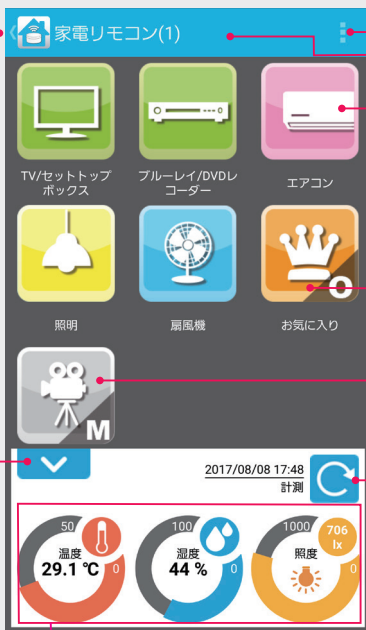 家電リモコン(1)
TV/セットトップ
ボックス
ブルーレイ/DVDレ
コーダー
エアコン
照明
扇風機
O
お気に入り
M
2017/08/08 17:48
計測
50
温度
29.1 ℃
0
100
湿度
44 %
0
1000
706
lx
照度
0